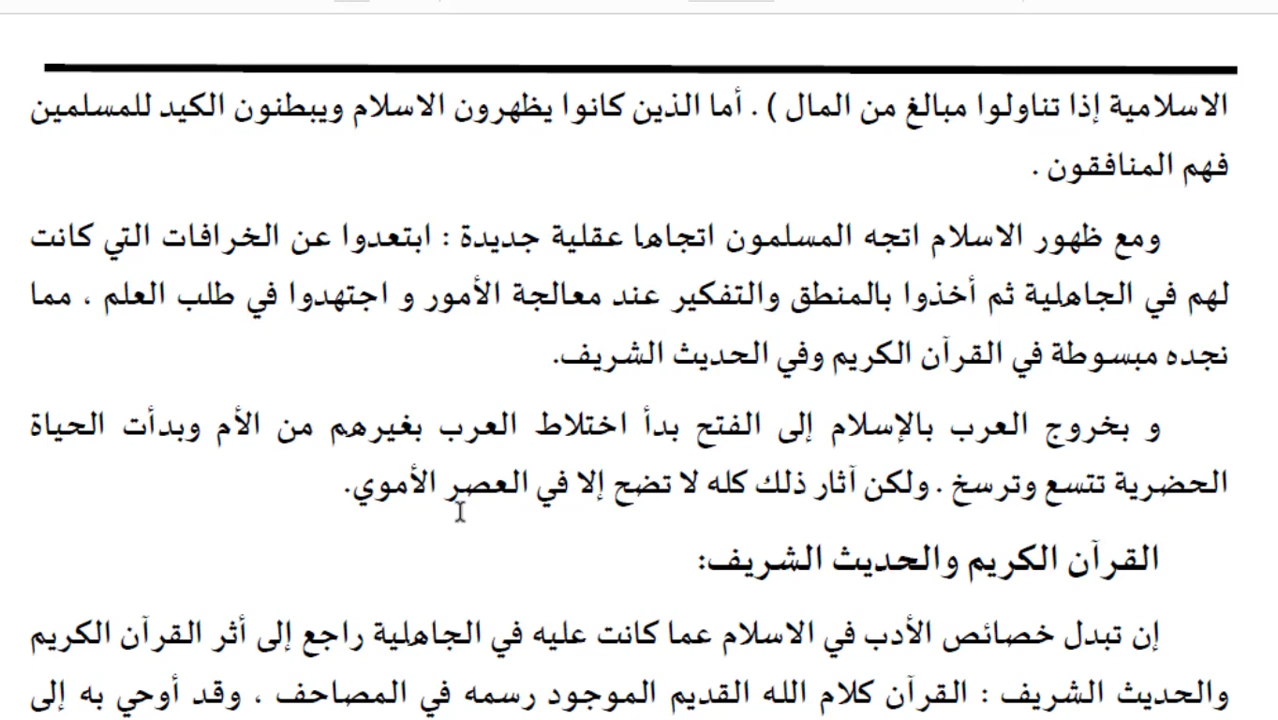 الاسلامية إذا تناولوا مبالغ من المال ) . أما الذين كانوا يظهرون الاسلام ويبطنون الكيد للمسلمين
فهم المنافقون .
ومع ظهور الاسلام اتجه المسلمون اتجاها عقلية جديدة : ابتعدوا عن الخرافات التي كانت
لهم في الجاهلية ثم أخذوا بالمنطق والتفكير عند معالجة الأمور و اجتهدوا في طلب العلم ، مما
نجده مبسوطة في القرآن الكريم وفي الحديث الشريف.
و بخروج العرب بالإسلام إلى الفتح بدأ اختلاط العرب بغيرهم من الأم وبدأت الحياة
الحضرية تتسع وترسخ . ولكن آثار ذلك كله لا تضح إلا في العصر الأموي.
القرآن الكريم والحديث الشريف:
إن تبدل خصائص الأدب في الاسلام عما كانت عليه في الجاهلية راجع إلى أثر القرآن الكريم
والحديث الشريف : القرآن كلام الله القديم الموجود رسمه في المصاحف ، وقد أوحي به إلى